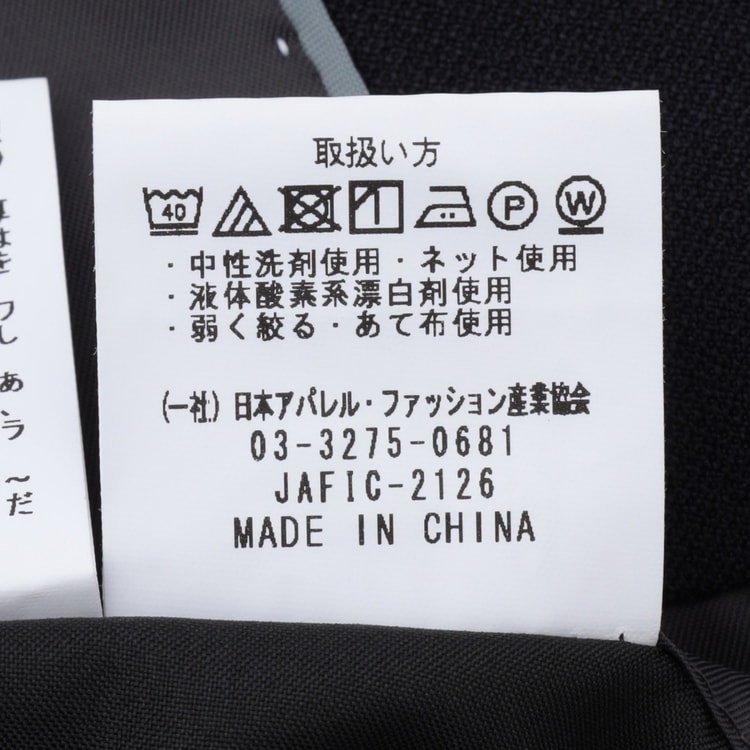 取扱い方
40 P W
・中性洗剤使用・ネット使用
・液体酸素系漂白剤使用
・弱く絞る・あて布使用
(一社)日本アパレル・ファッション産業協会
03-3275-0681
JAFIC-2126
MADE IN CHINA